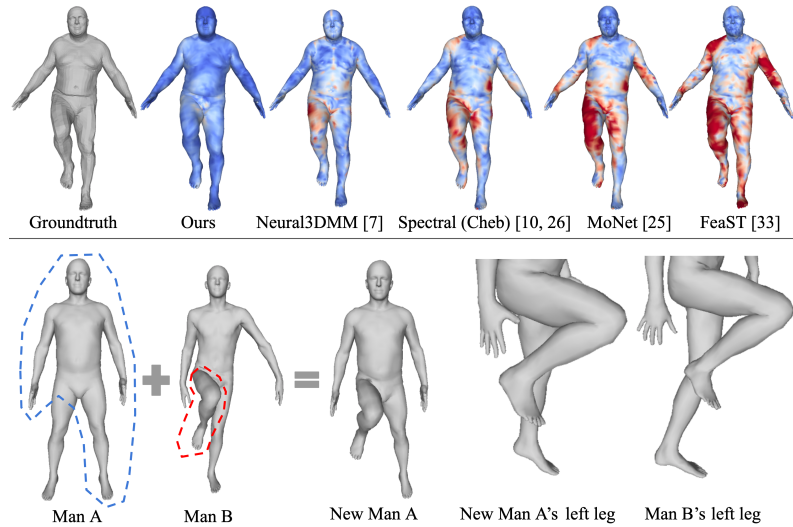 Groundtruth
Ours
Neural3DMM [7]
Spectral (Cheb) [10, 26]
MoNet [25]
FeaST [33]
Man A
Man B
New Man A
New Man A's left leg
Man B's left leg